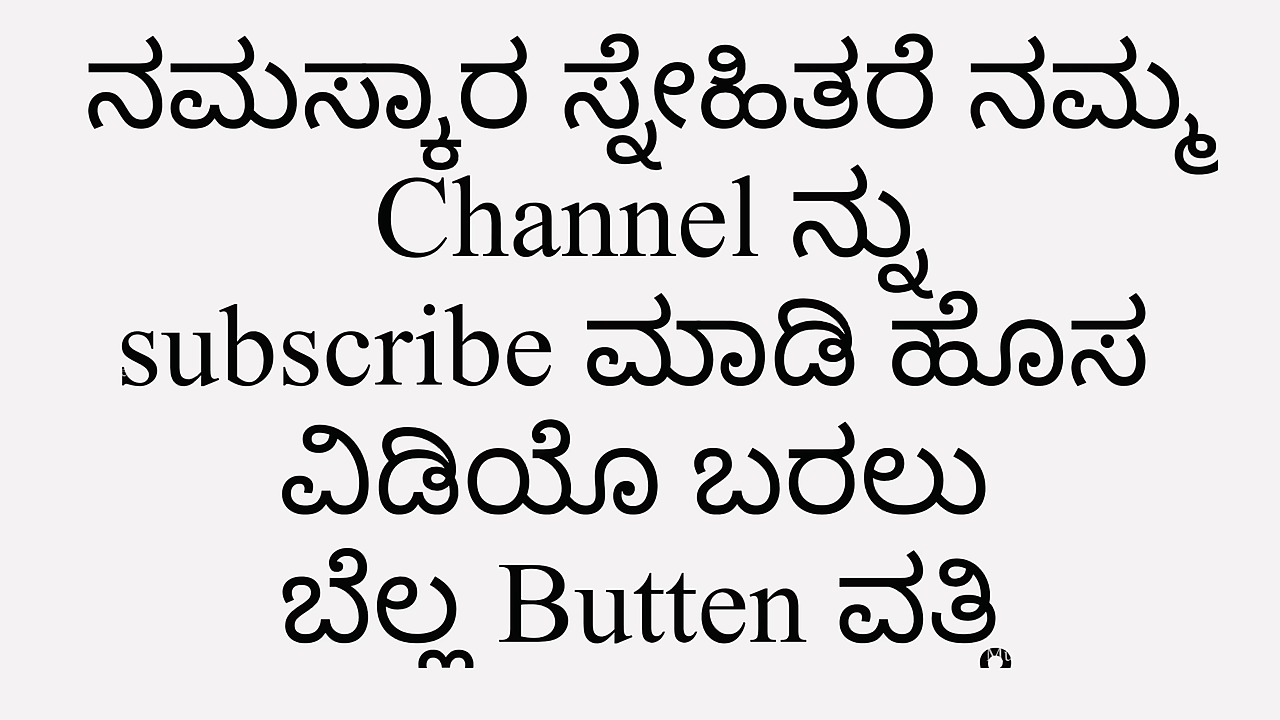 ನಮಸ್ಕಾರ ಸ್ನೇಹಿತರೆ ನಮ್ಮ
Channel ನ್ನು
subscribe ಮಾಡಿ ಹೊಸ
ವಿಡಿಯೊ ಬರಲು
ಬೆಲ್ಲ Butten ವತ್ತಿ